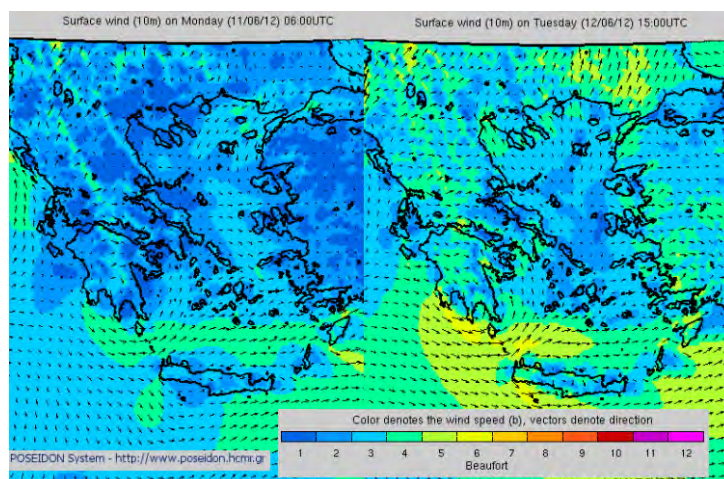 Surface wind (10m) on Monday (11/06/12) 06:00UTC
Surface wind (10m) on Tuesday (12/06/12) 15:00UTC
Color denotes the wind speed (b), vectors denote direction
1 2 3 4 5 6 7 8 9 10 11 12
Beaufort
POSEIDON System - http://www.poseidon.hcmr.gr